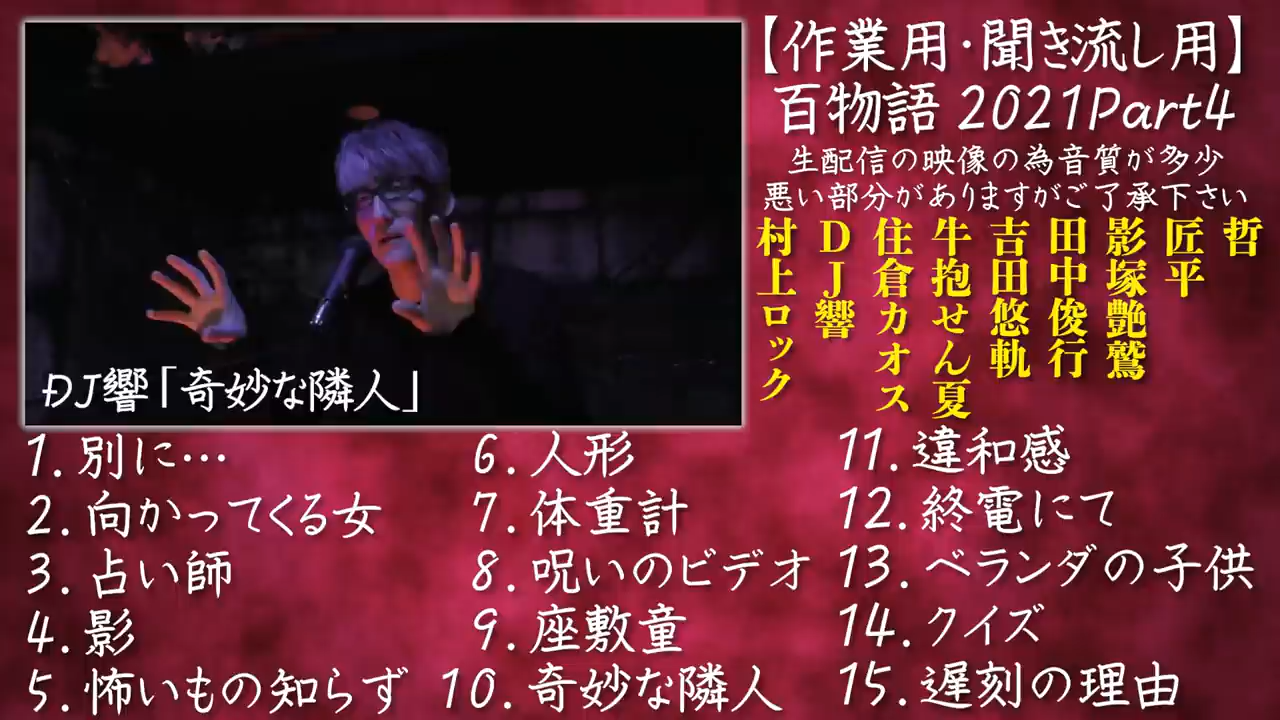 【作業用・聞き流し用】
百物語 2021Part4
生配信の映像の為音質が多少
悪い部分がありますがご了承下さい
哲
匠平
影塚艶鷲
田中俊行
吉田悠軌
牛抱せん夏
住倉カオス
DJ響
村上ロック
DJ響「奇妙な隣人」
1. 別に…
2. 向かってくる女
3. 占い師
4. 影
5. 怖いもの知らず
6. 人形
7. 体重計
8. 呪いのビデオ
9. 座敷童
10. 奇妙な隣人
11. 違和感
12. 終電にて
13. ベランダの子供
14. クイズ
15. 遅刻の理由